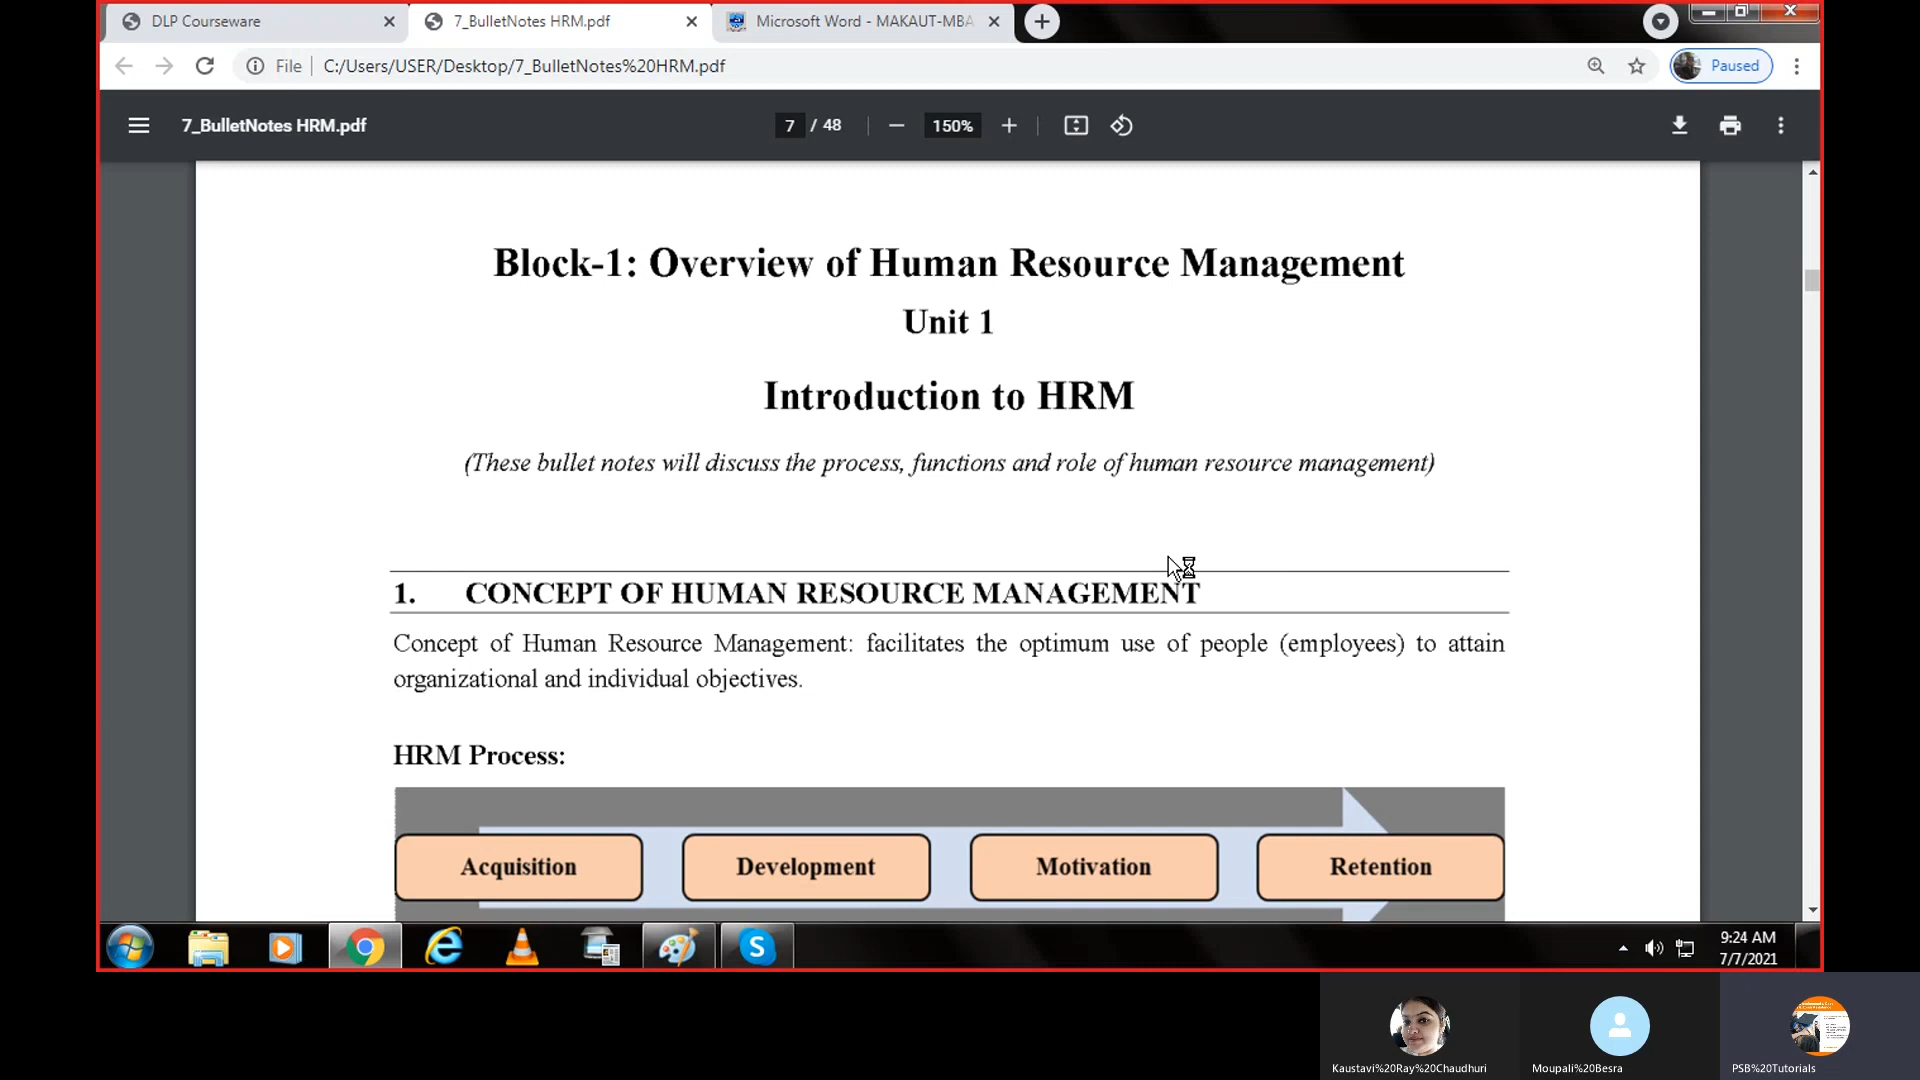 DLP Courseware
7_BulletNotes HRM.pdf
Microsoft Word - MAKAUT-MBA
File
C:/Users/USER/Desktop/7_BulletNotes%20HRM.pdf
Paused
7_BulletNotes HRM.pdf
7 / 48
150%
Block-1: Overview of Human Resource Management
Unit 1
Introduction to HRM
(These bullet notes will discuss the process, functions and role of human resource management)
1. CONCEPT OF HUMAN RESOURCE MANAGEMENT
Concept of Human Resource Management: facilitates the optimum use of people (employees) to attain
organizational and individual objectives.
HRM Process:
Acquisition Development Motivation Retention
9:24 AM
7/7/2021
Kaustavi%20Ray%20Chaudhuri
Moupali%20Besra
PSB%20Tutorials